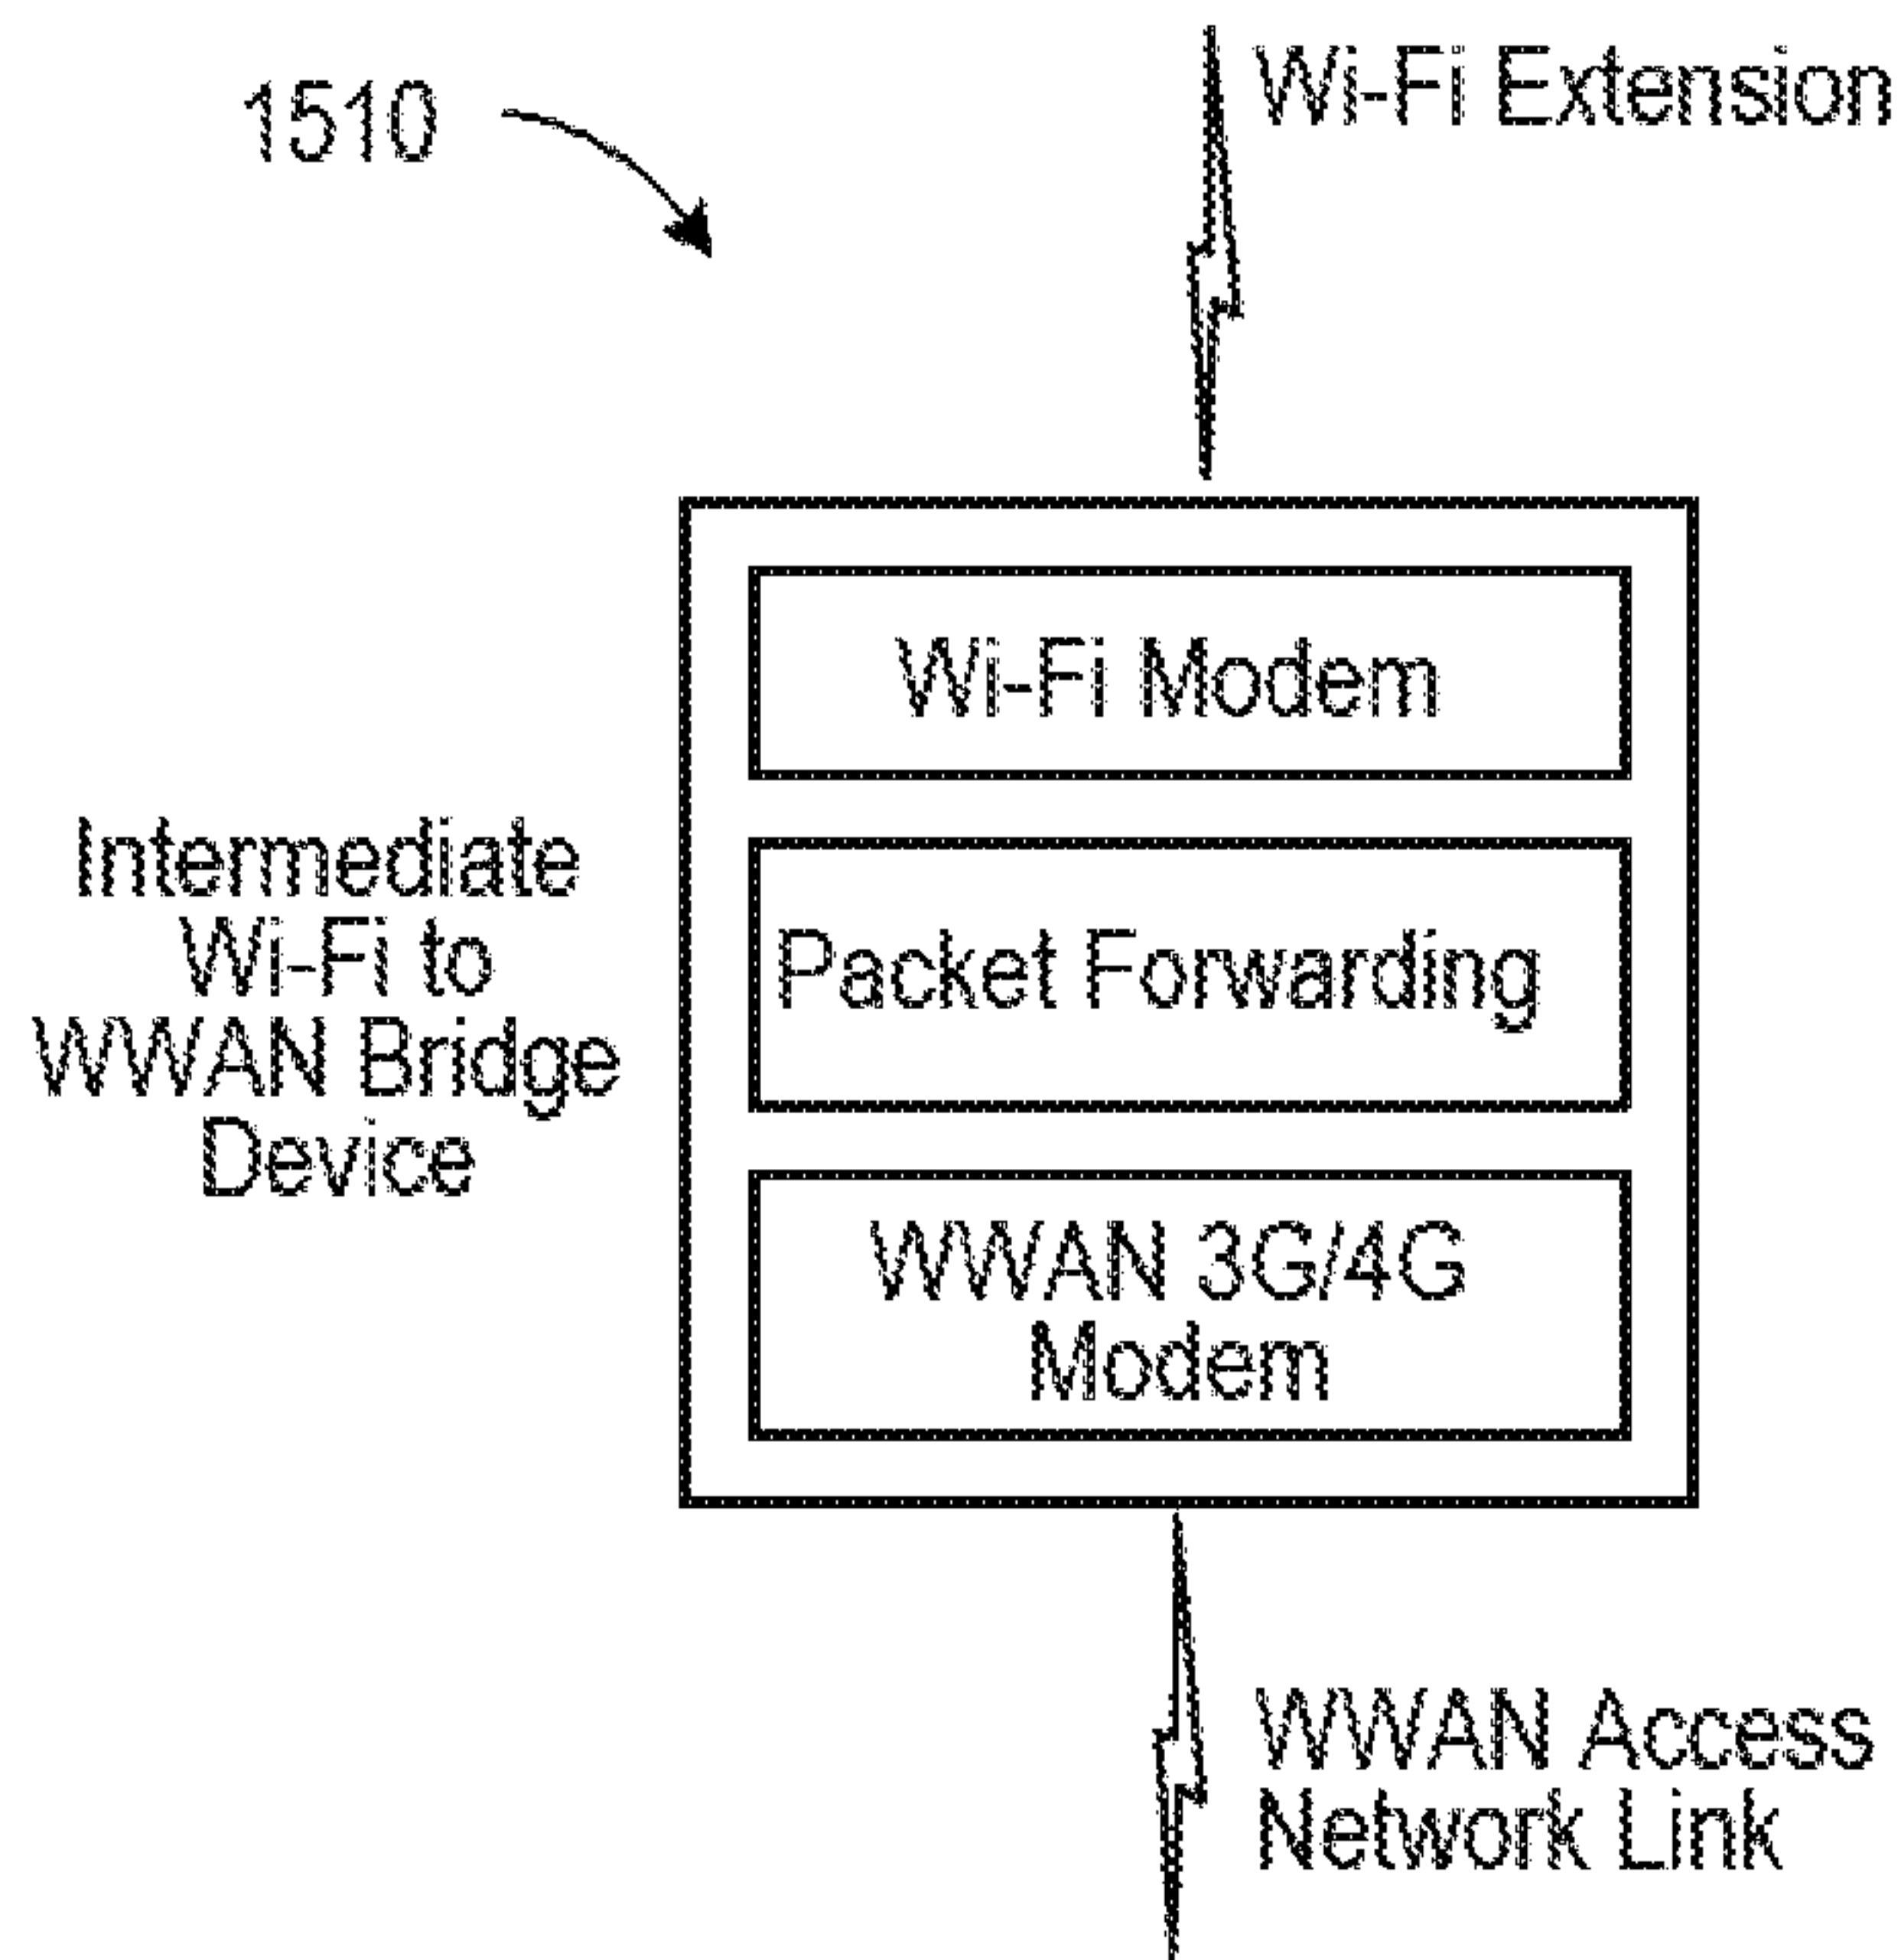 1510
Wi-Fi Extension
Wi-Fi Modem
Intermediate
Wi-Fi to
WWAN Bridge
Device
Packet Forwarding
WWAN 3G/4G
Modem
WWAN Access
Network Link